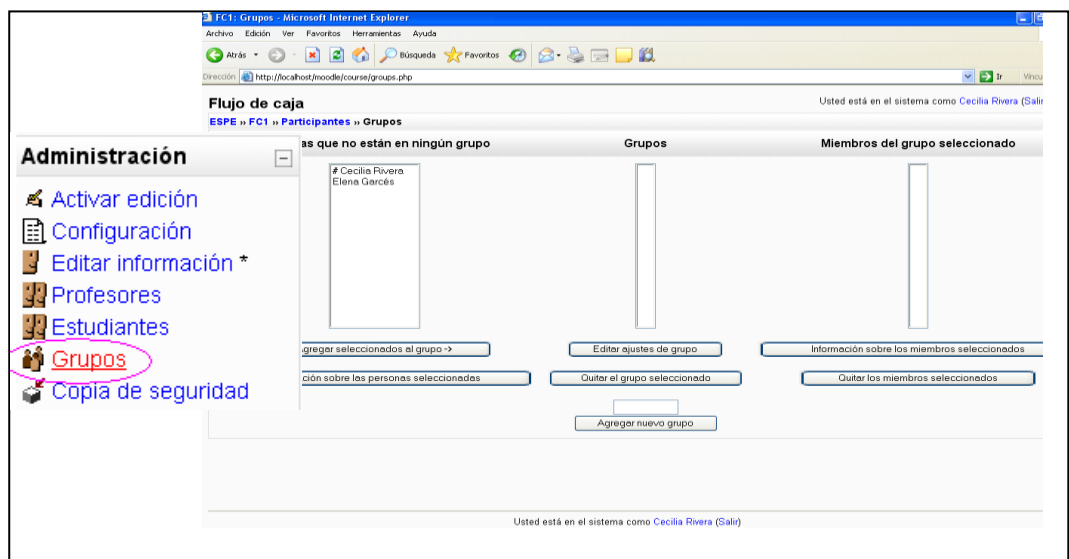 FC1: Grupos - Microsoft Internet Explorer
Archivo Edición Ver Favoritos Herramientas Ayuda
Atrás Búsqueda Favoritos
Dirección http://localhost/moodle/course/groups.php Ir Víncu
Flujo de caja Usted está en el sistema como Cecilia Rivera (Salir
ESPE » FC1 » Participantes » Grupos
as que no están en ningún grupo Grupos Miembros del grupo seleccionado
# Cecilia Rivera
Elena Garcés
gregar seleccionados al grupo -> Editar ajustes de grupo Información sobre los miembros seleccionados
ción sobre las personas seleccionadas Quitar el grupo seleccionado Quitar los miembros seleccionados
Agregar nuevo grupo
Usted está en el sistema como Cecilia Rivera (Salir)
Administración
Activar edición
Configuración
Editar información *
Profesores
Estudiantes
Grupos
Copia de seguridad